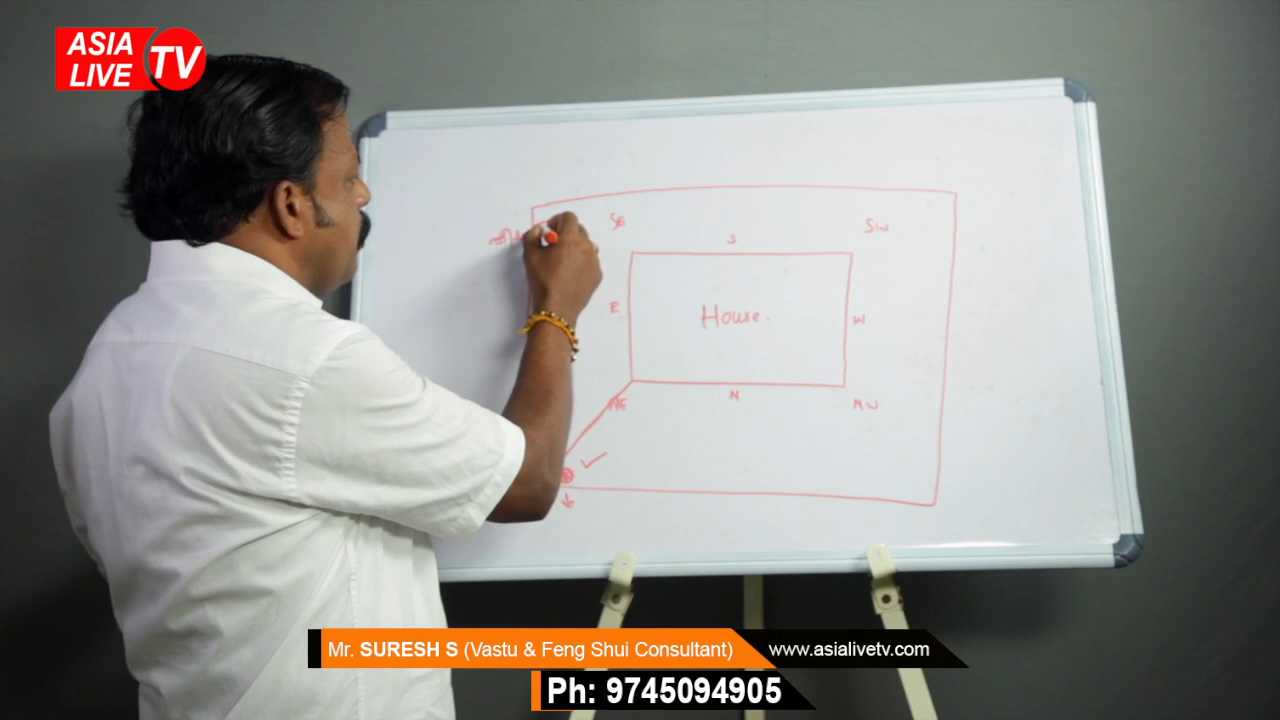 ASIA
LIVE
TV
SE
SW
S
E
House.
W
N
NE
NW
Mr. SURESH S (Vastu & Feng Shui Consultant)
www.asialivetv.com
Ph: 9745094905